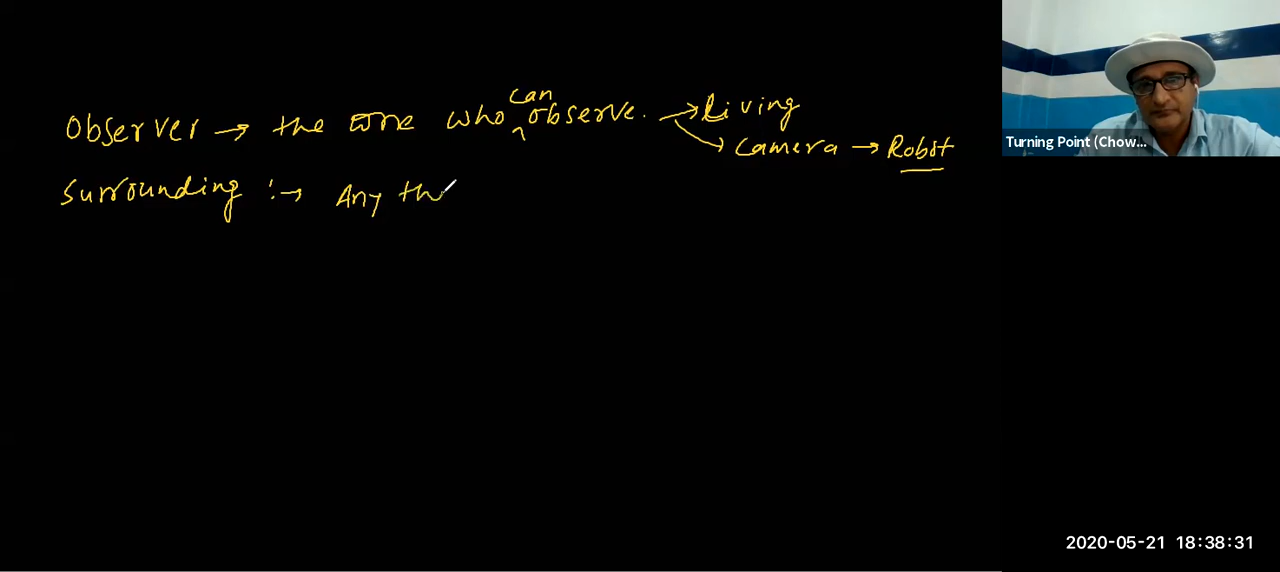 Observer → the one who can observe. → Living
→ camera → Robot
Surrounding :→ Any th
Turning Point (Chow...
2020-05-21 18:38:31